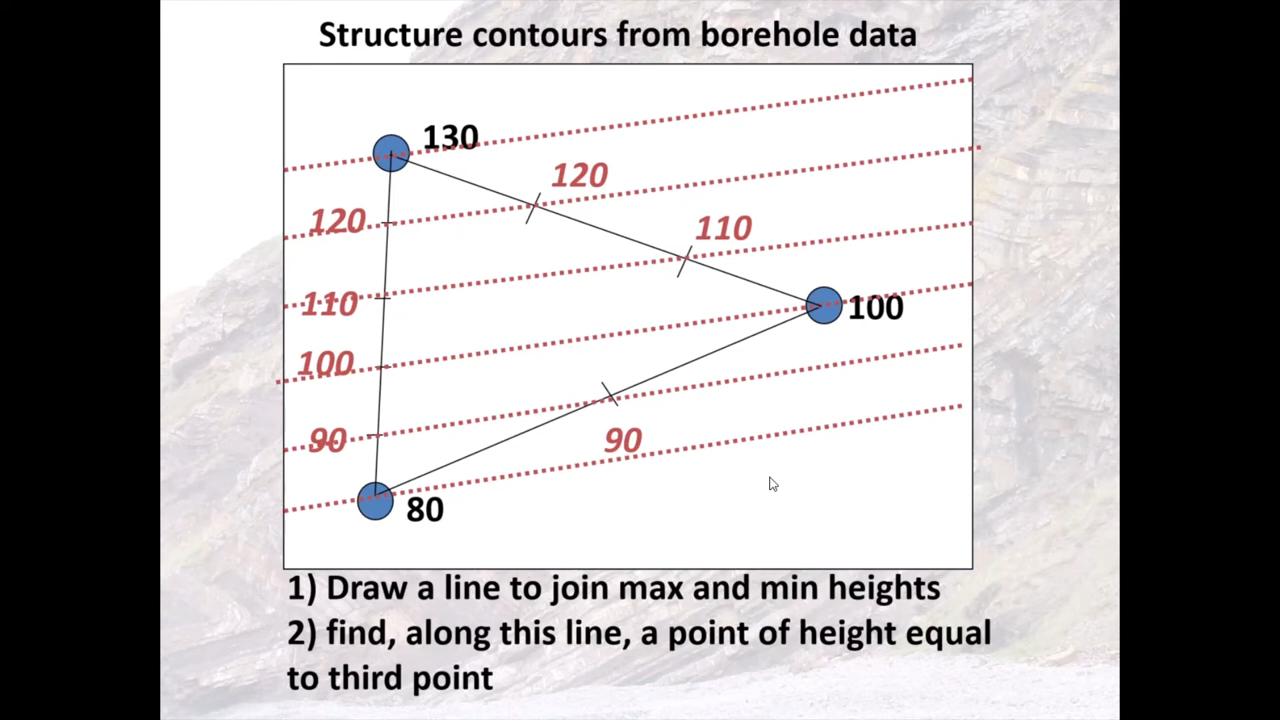 Structure contours from borehole data
130
120
120
110
110
100
100
90
90
80
1) Draw a line to join max and min heights
2) find, along this line, a point of height equal
to third point